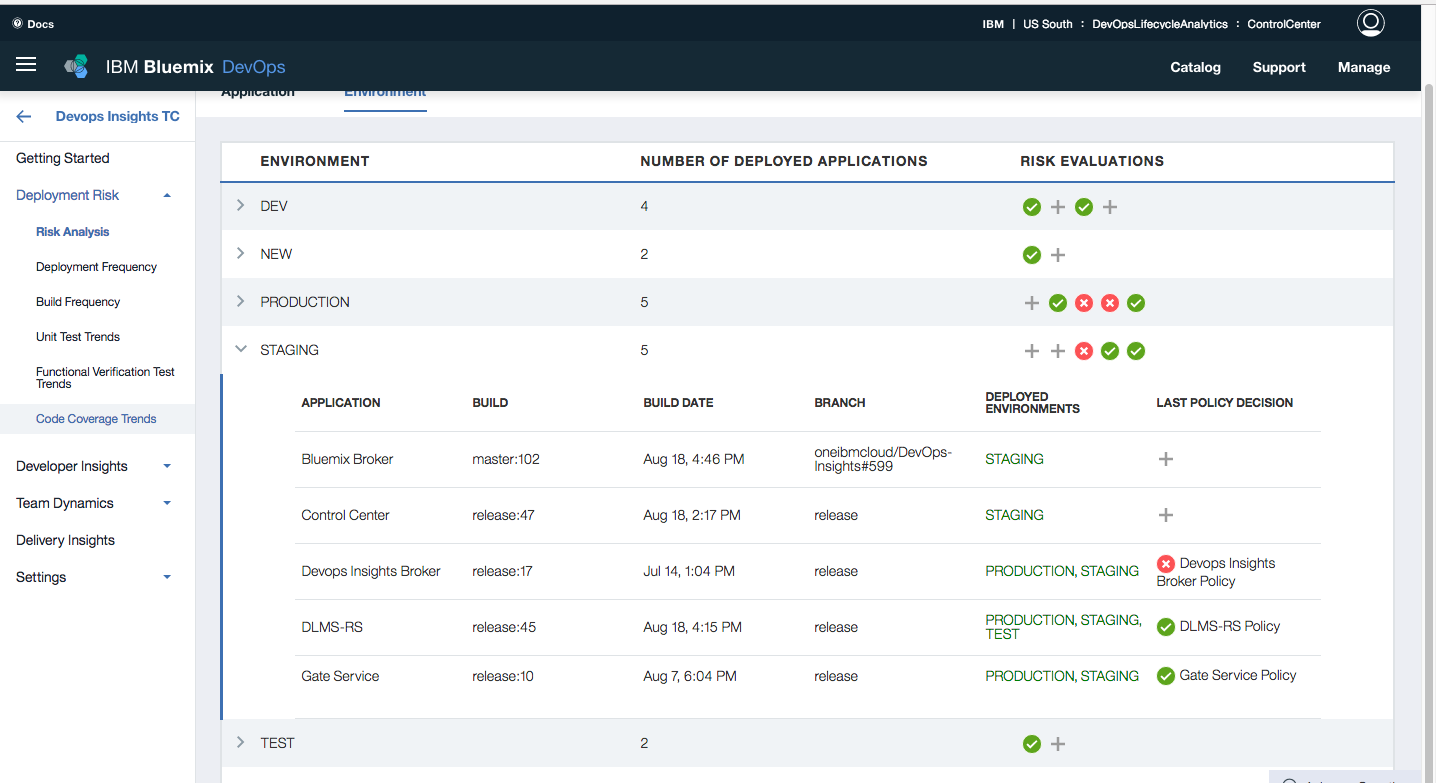 Docs
IBM | US South : DevOpsLifecycleAnalytics : ControlCenter
IBM Bluemix DevOps
Catalog Support Manage
Application Environment
Devops Insights TC
Getting Started
Deployment Risk
Risk Analysis
Deployment Frequency
Build Frequency
Unit Test Trends
Functional Verification Test
Trends
Code Coverage Trends
Developer Insights
Team Dynamics
Delivery Insights
Settings
ENVIRONMENT NUMBER OF DEPLOYED APPLICATIONS RISK EVALUATIONS
DEV 4
NEW 2
PRODUCTION 5
STAGING 5
APPLICATION BUILD BUILD DATE BRANCH DEPLOYED ENVIRONMENTS LAST POLICY DECISION
Bluemix Broker master:102 Aug 18, 4:46 PM oneibmcloud/DevOps-Insights#599 STAGING
Control Center release:47 Aug 18, 2:17 PM release STAGING
Devops Insights Broker release:17 Jul 14, 1:04 PM release PRODUCTION, STAGING Devops Insights Broker Policy
DLMS-RS release:45 Aug 18, 4:15 PM release PRODUCTION, STAGING, TEST DLMS-RS Policy
Gate Service release:10 Aug 7, 6:04 PM release PRODUCTION, STAGING Gate Service Policy
TEST 2